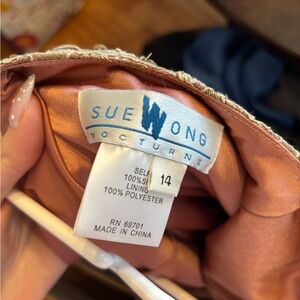 SUE WONG
NOCTURNE
SELF
14
LINING
100% POLYESTER
RN 69701
MADE IN CHINA